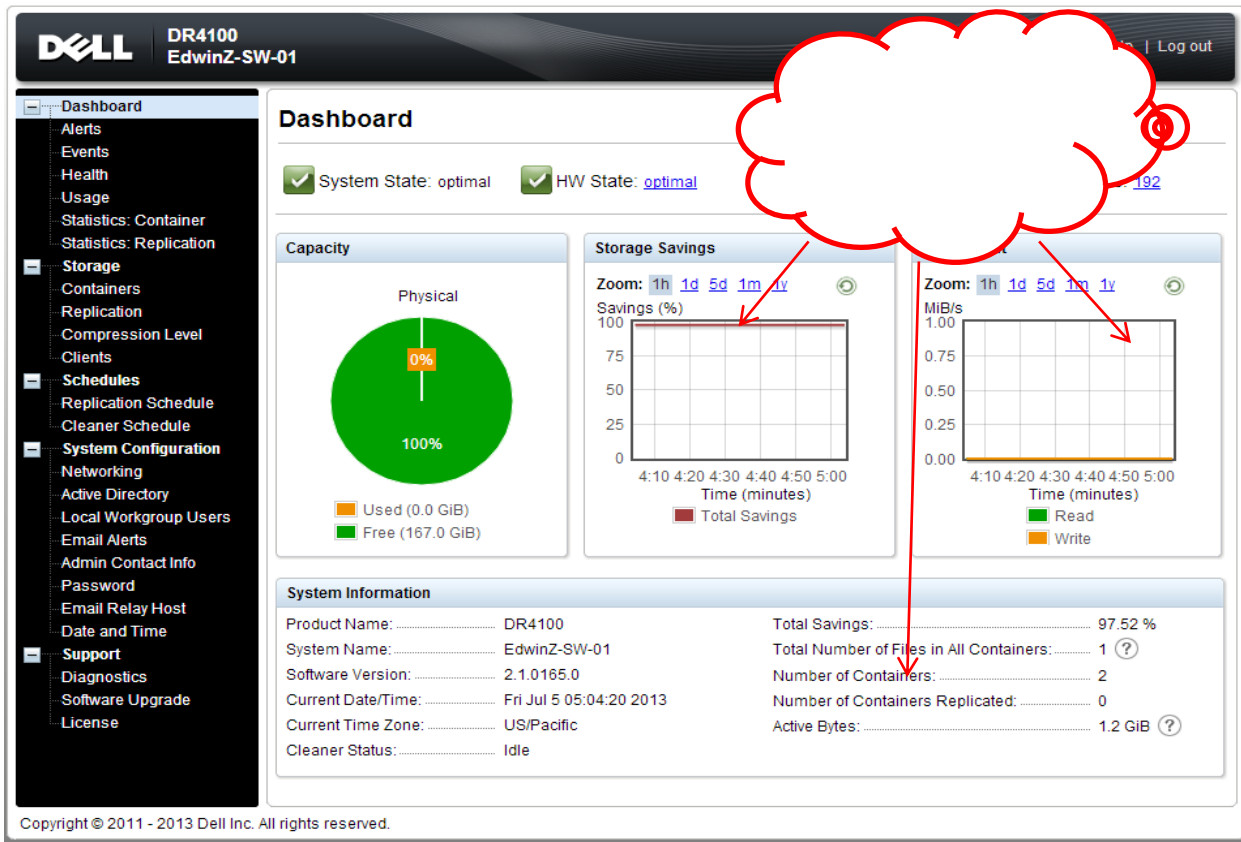 DELL
DR4100
EdwinZ-SW-01
| Log out
Dashboard
Alerts
Events
Health
Usage
Statistics: Container
Statistics: Replication
Storage
Containers
Replication
Compression Level
Clients
Schedules
Replication Schedule
Cleaner Schedule
System Configuration
Networking
Active Directory
Local Workgroup Users
Email Alerts
Admin Contact Info
Password
Email Relay Host
Date and Time
Support
Diagnostics
Software Upgrade
License
Dashboard
System State: optimal
HW State: optimal
192
Capacity
Physical
0%
100%
Used (0.0 GiB)
Free (167.0 GiB)
Storage Savings
Zoom: 1h 1d 5d 1m 1y
Savings (%)
100
75
50
25
0
4:10 4:20 4:30 4:40 4:50 5:00
Time (minutes)
Total Savings
Zoom: 1h 1d 5d 1m 1y
MiB/s
1.00
0.75
0.50
0.25
0.00
4:10 4:20 4:30 4:40 4:50 5:00
Time (minutes)
Read
Write
System Information
Product Name: DR4100
System Name: EdwinZ-SW-01
Software Version: 2.1.0165.0
Current Date/Time: Fri Jul 5 05:04:20 2013
Current Time Zone: US/Pacific
Cleaner Status: Idle
Total Savings: 97.52 %
Total Number of Files in All Containers: 1 ?
Number of Containers: 2
Number of Containers Replicated: 0
Active Bytes: 1.2 GiB ?
Copyright © 2011 - 2013 Dell Inc. All rights reserved.